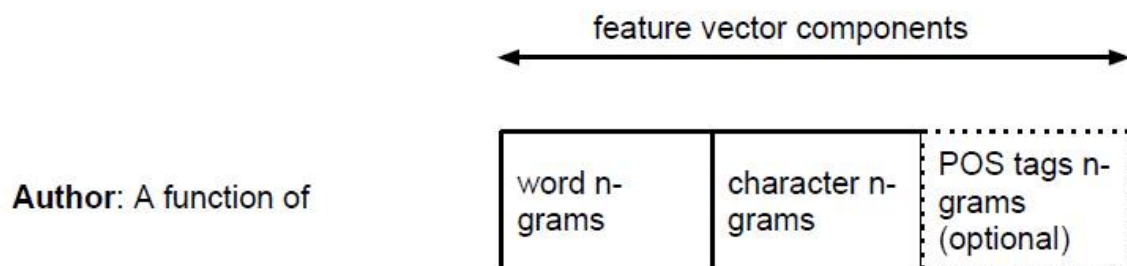 feature vector components
Author: A function of
word n-
grams
character n-
grams
POS tags n-
grams
(optional)